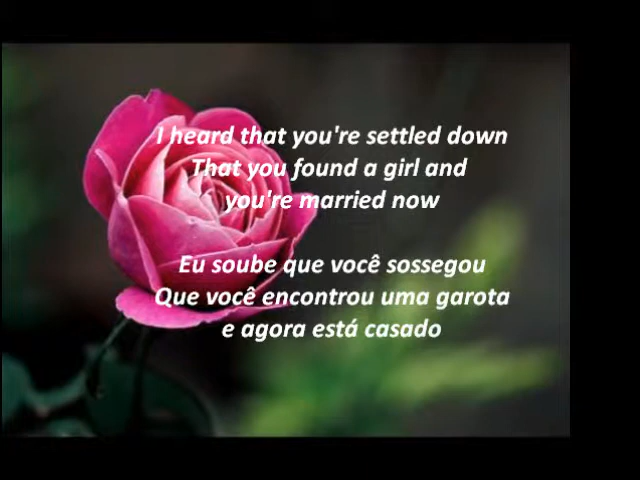 I heard that you're settled down
That you found a girl and
you're married now
Eu soube que você sossegou
Que você encontrou uma garota
e agora está casado